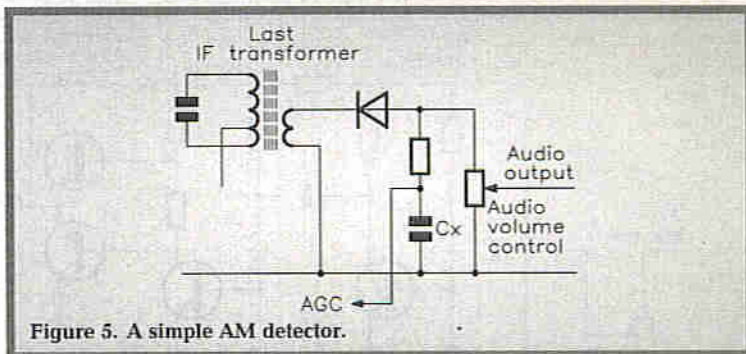 Last
IF transformer
Audio
output
Audio
volume
control
Cx
AGC
Figure 5. A simple AM detector.